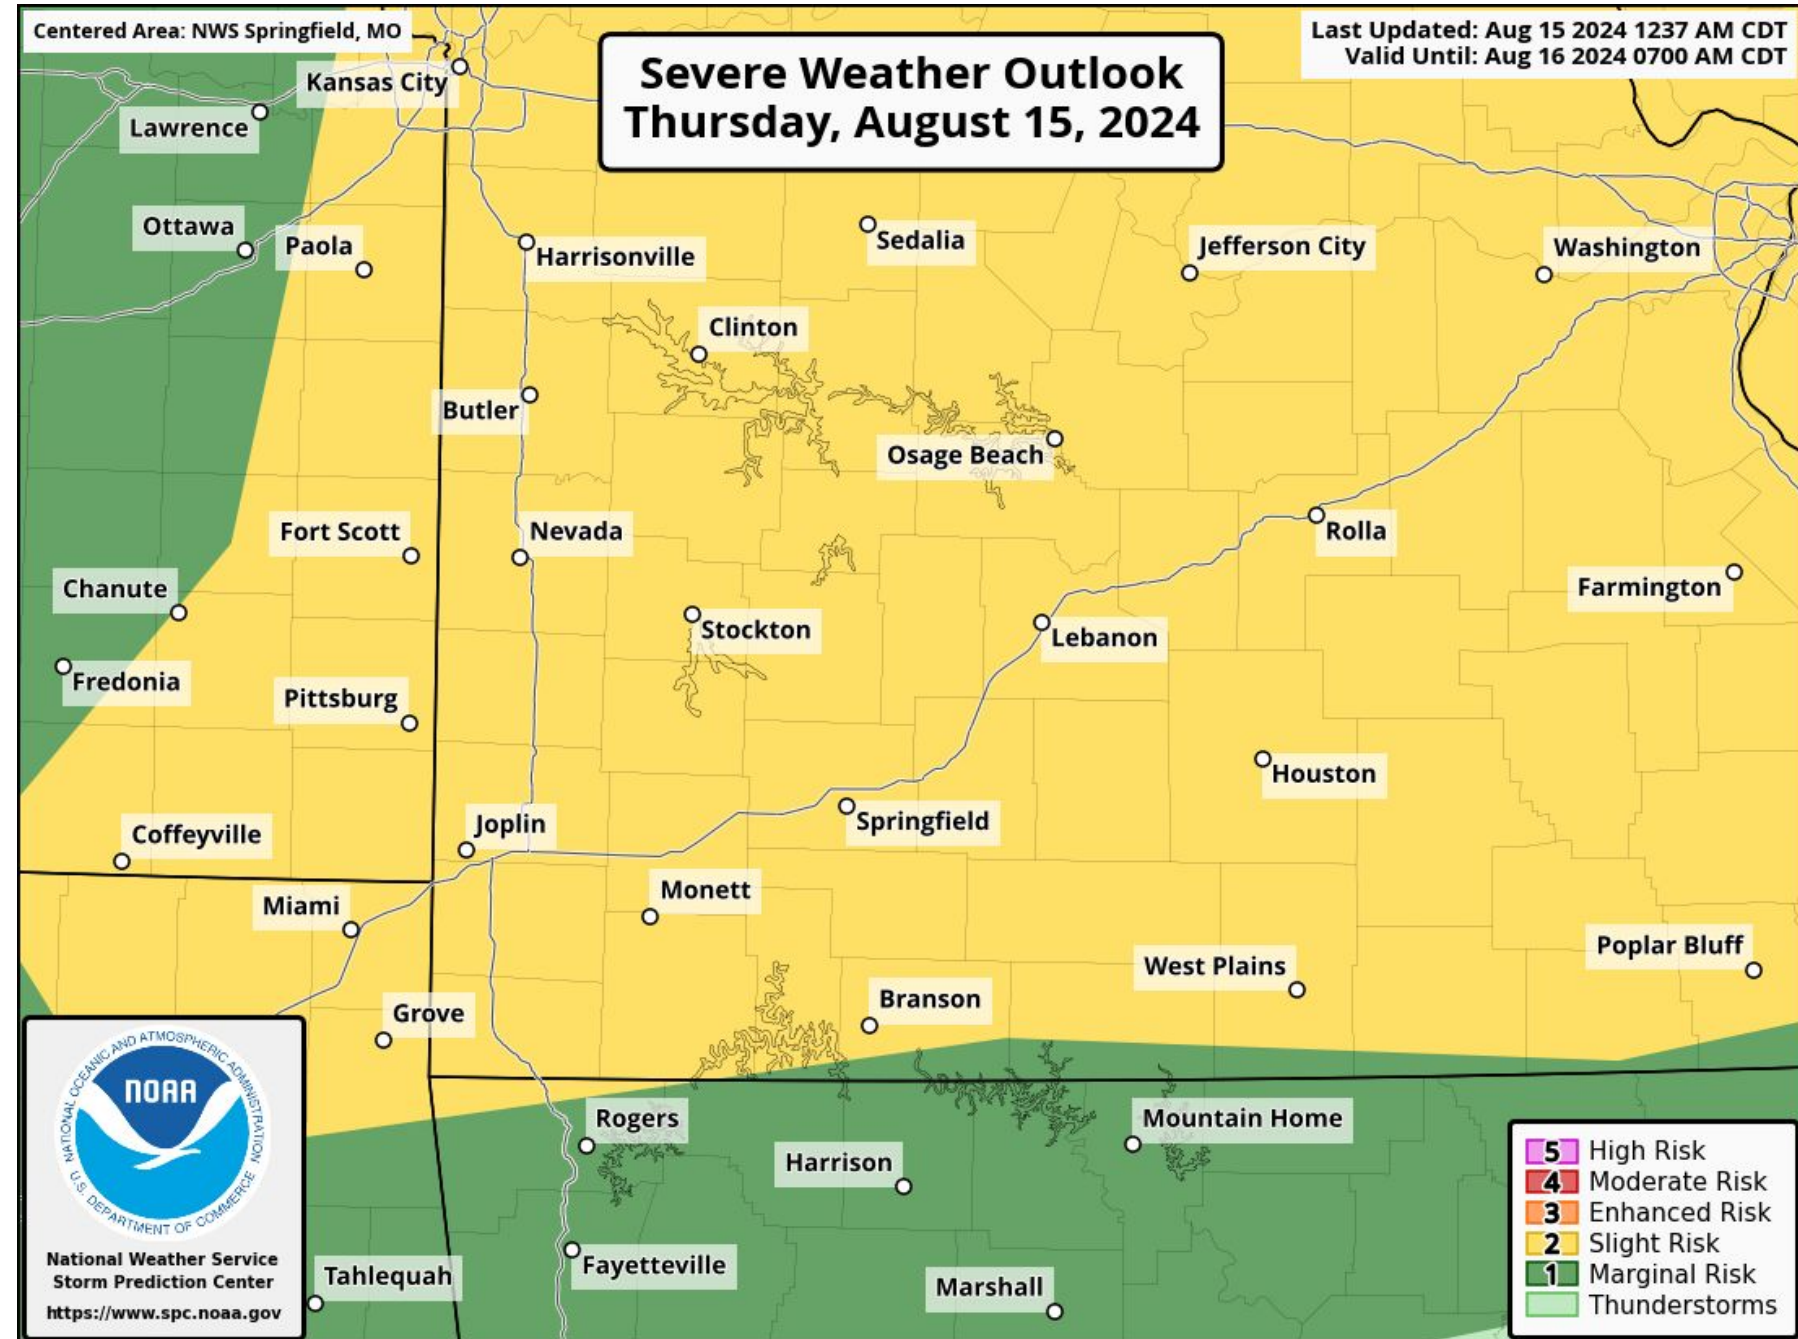 Centered Area: NWS Springfield, MO
Severe Weather Outlook
Thursday, August 15, 2024
Last Updated: Aug 15 2024 1237 AM CDT
Valid Until: Aug 16 2024 0700 AM CDT
Kansas City
Lawrence
Ottawa
Paola
Harrisonville
Sedalia
Jefferson City
Washington
Clinton
Butler
Osage Beach
Fort Scott
Nevada
Rolla
Chanute
Farmington
Stockton
Lebanon
Fredonia
Pittsburg
Houston
Coffeyville
Joplin
Springfield
Miami
Monett
Poplar Bluff
West Plains
Grove
Branson
Rogers
Mountain Home
Harrison
Fayetteville
Tahlequah
Marshall
NATIONAL OCEANIC AND ATMOSPHERIC ADMINISTRATION
NOAA
U.S. DEPARTMENT OF COMMERCE
National Weather Service
Storm Prediction Center
https://www.spc.noaa.gov
5 High Risk
4 Moderate Risk
3 Enhanced Risk
2 Slight Risk
1 Marginal Risk
Thunderstorms